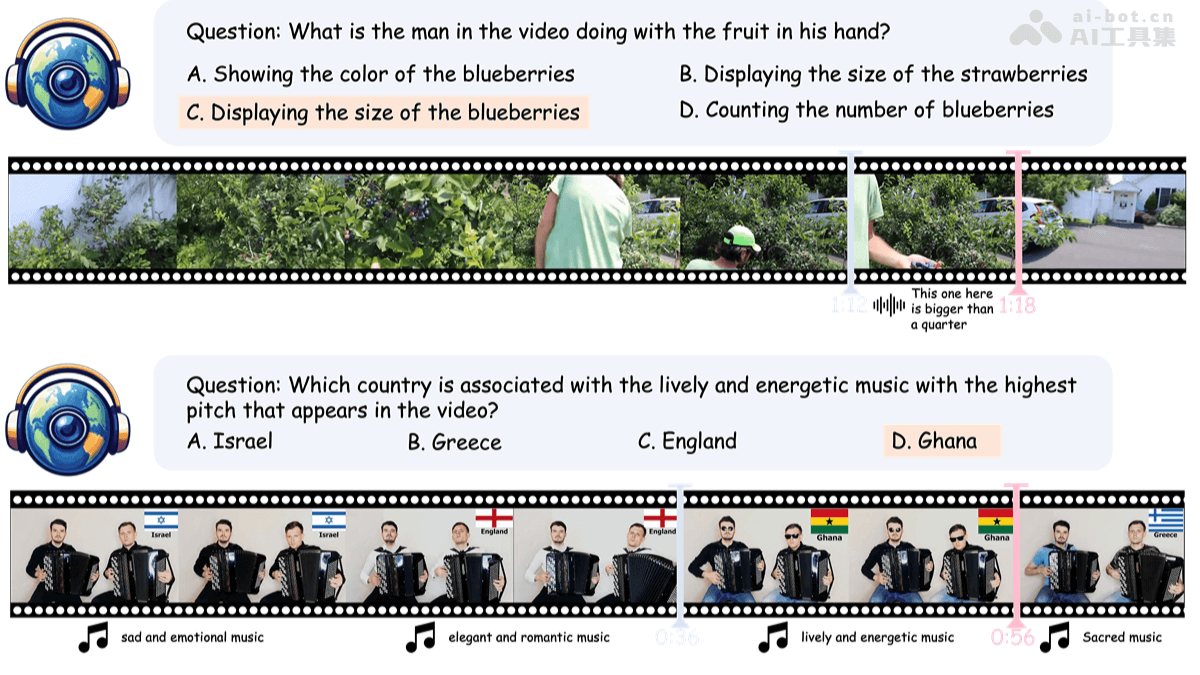 ai-bot.cn
AI工具集
Question: What is the man in the video doing with the fruit in his hand?
A. Showing the color of the blueberries
B. Displaying the size of the strawberries
C. Displaying the size of the blueberries
D. Counting the number of blueberries
1:12
This one here
is bigger than
a quarter
1:18
Question: Which country is associated with the lively and energetic music with the highest
pitch that appears in the video?
A. Israel
B. Greece
C. England
D. Ghana
Israel
Israel
England
England
Ghana
Ghana
Greece
sad and emotional music
elegant and romantic music
0:36
lively and energetic music
0:56
Sacred music